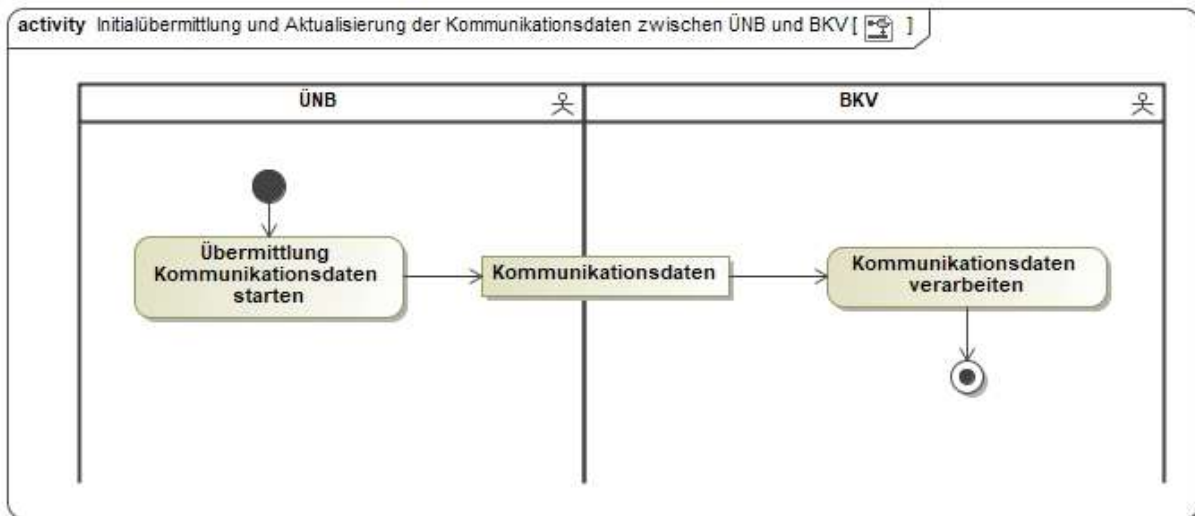 activity Initialübermittlung und Aktualisierung der Kommunikationsdaten zwischen ÜNB und BKV [ ]
ÜNB
BKV
Übermittlung
Kommunikationsdaten
starten
Kommunikationsdaten
Kommunikationsdaten
verarbeiten